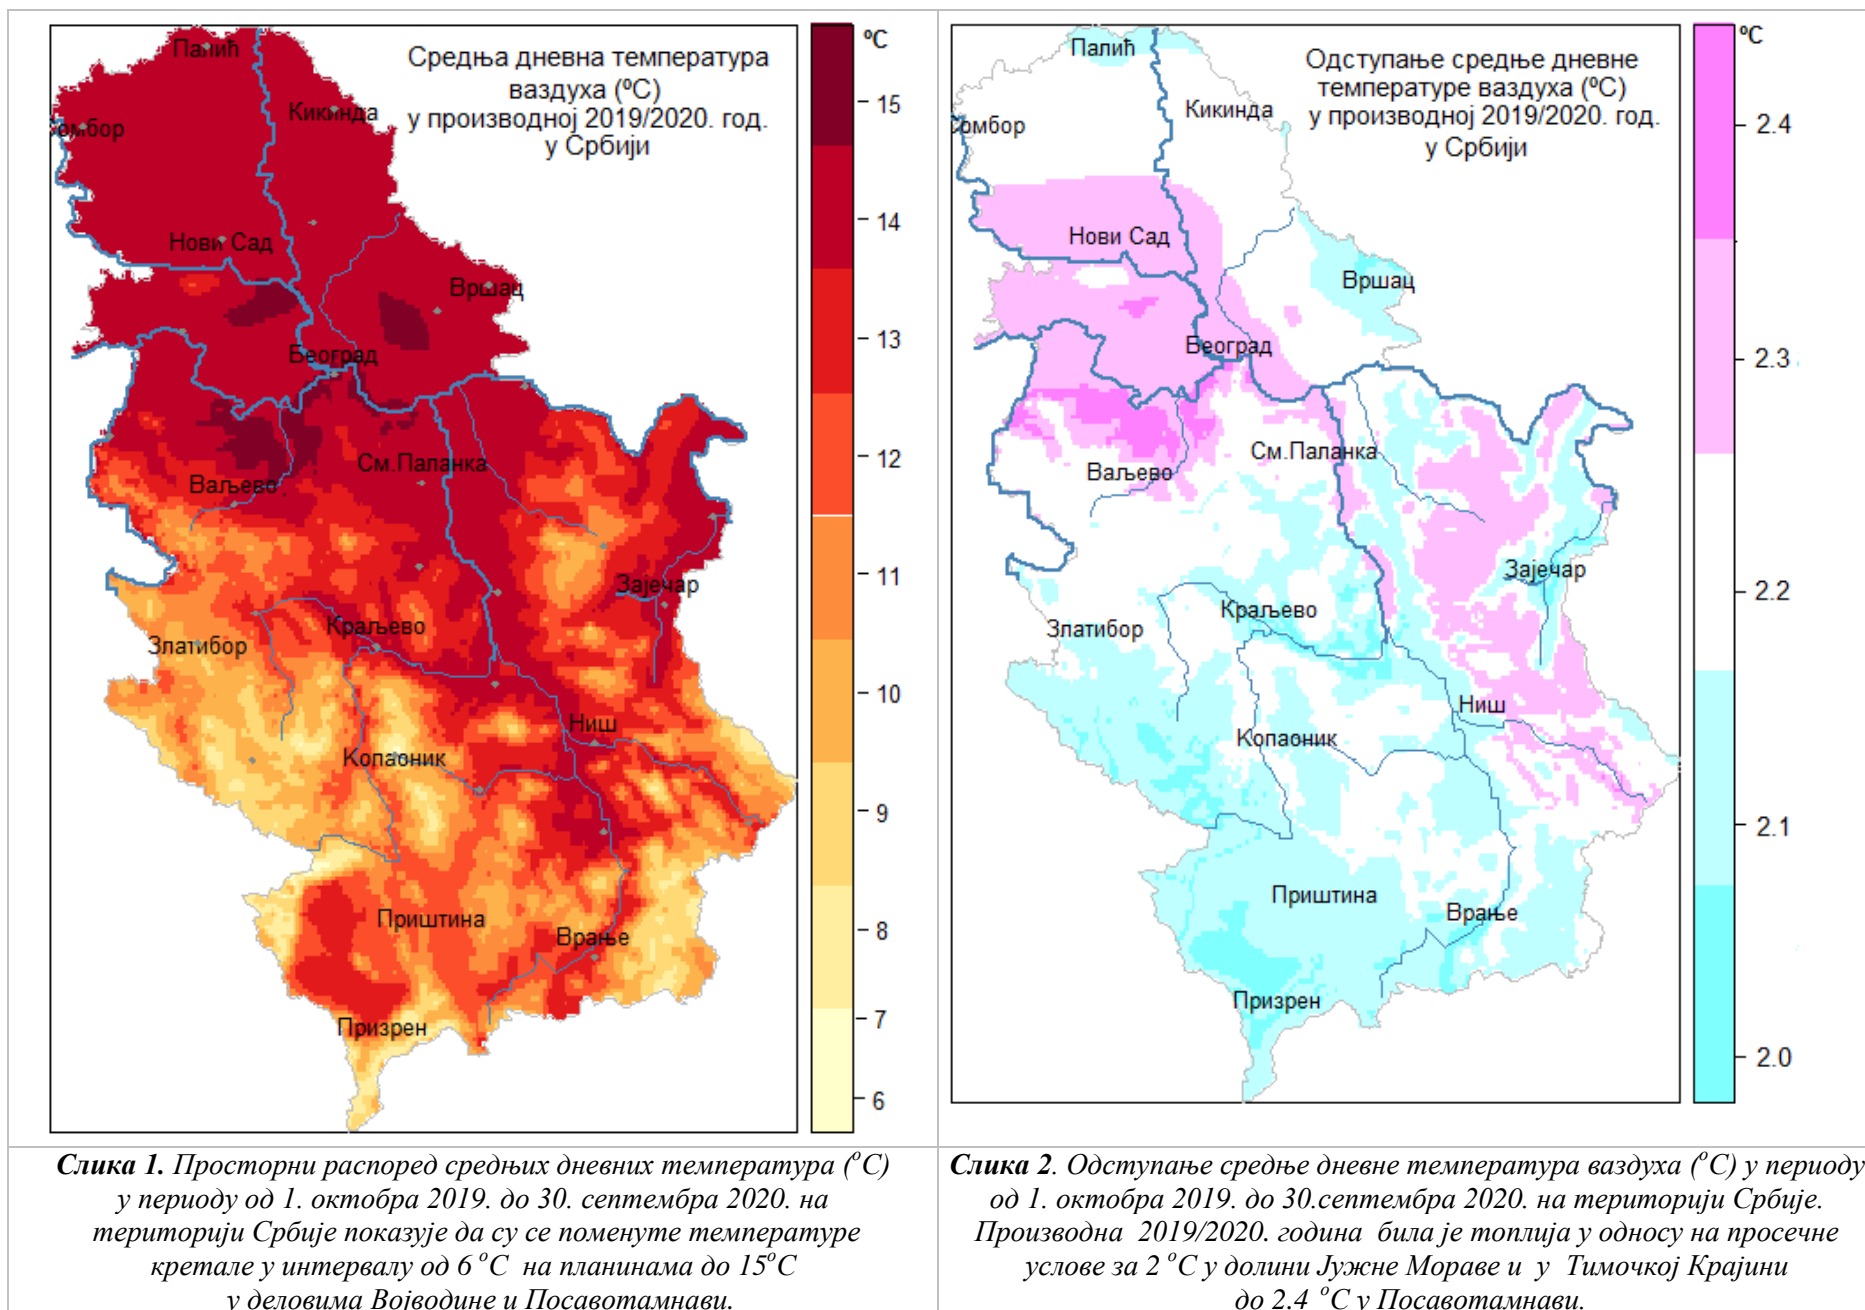 Средња дневна температура
ваздуха (ºC)
у производној 2019/2020. год.
у Србији
ºC
15
14
13
12
11
10
9
8
7
6
Палић
Кикинда
омбор
Нови Сад
Вршац
Београд
См.Паланка
Ваљево
Зајечар
Краљево
Златибор
Ниш
Копаоник
Приштина
Врање
Призрен
Одступање средње дневне
температуре ваздуха (ºC)
у производној 2019/2020. год.
у Србији
ºC
2.4
2.3
2.2
2.1
2.0
Палић
Кикинда
омбор
Нови Сад
Вршац
Београд
См.Паланка
Ваљево
Зајечар
Краљево
Златибор
Ниш
Копаоник
Приштина
Врање
Призрен
Слика 1. Просторни распоред средњих дневних температура (°C)
у периоду од 1. октобра 2019. до 30. септембра 2020. на
територији Србије показује да су се поменуте температуре
кретале у интервалу од 6 °C на планинама до 15°C
у деловима Војводине и Посавотамнави.
Слика 2. Одступање средње дневне температура ваздуха (°C) у периоду
од 1. октобра 2019. до 30.септембра 2020. на територији Србије.
Производна 2019/2020. година била је топлија у односу на просечне
услове за 2 °C у долини Јужне Мораве и у Тимочкој Крајини
до 2.4 °C у Посавотамнави.